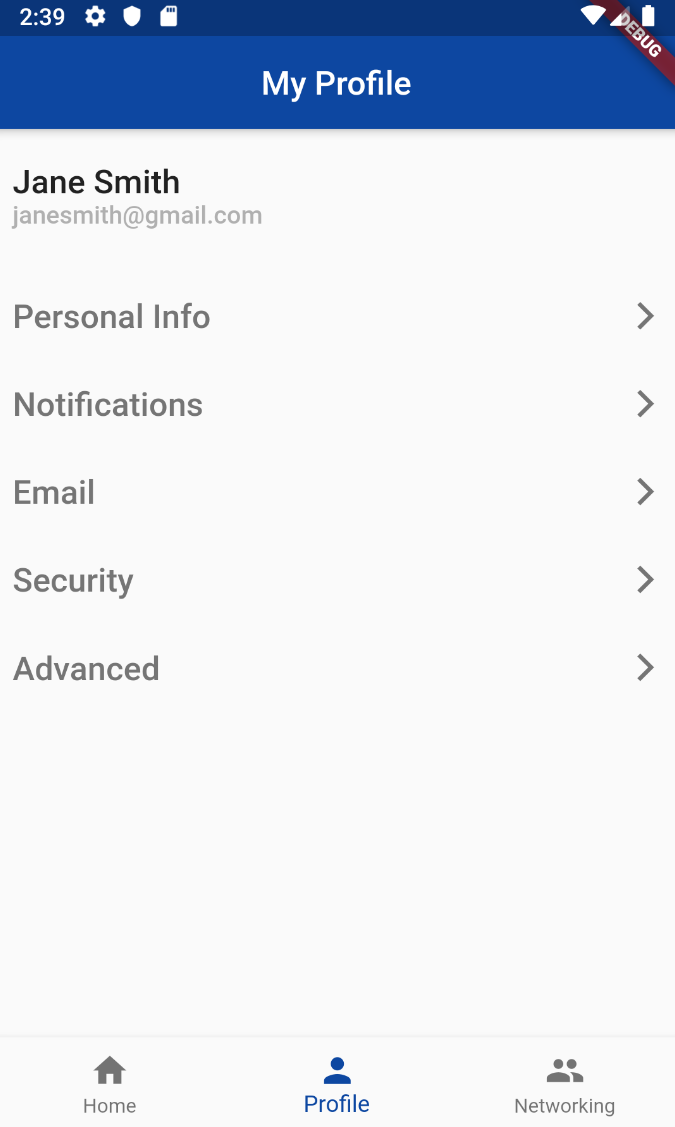 2:39
DEBUG
My Profile
Jane Smith
janesmith@gmail.com
Personal Info
Notifications
Email
Security
Advanced
Home
Profile
Networking